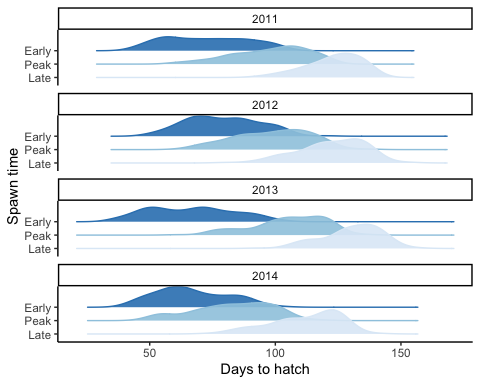 2011
Early
Peak
Late
2012
Early
Peak
Late
2013
Early
Peak
Late
2014
Early
Peak
Late
50 100 150
Days to hatch
Spawn time